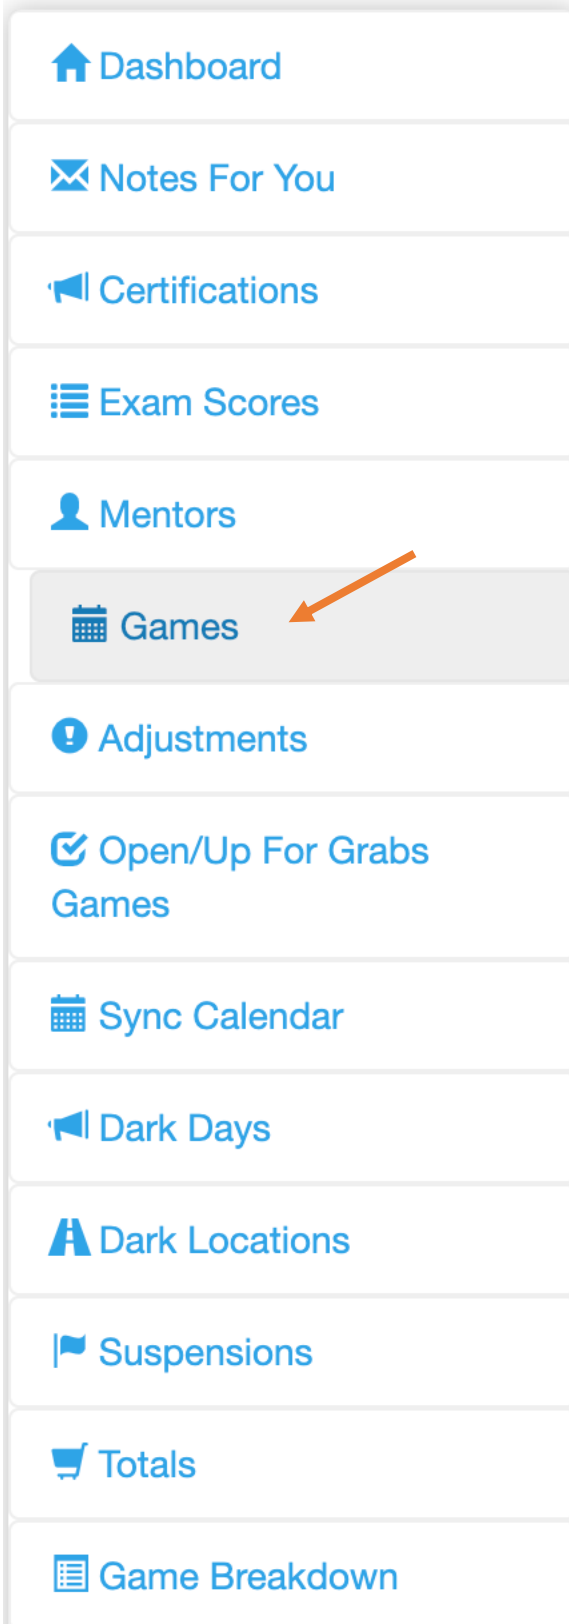 Dashboard
Notes For You
Certifications
Exam Scores
Mentors
Games
Adjustments
Open/Up For Grabs
Games
Sync Calendar
Dark Days
Dark Locations
Suspensions
Totals
Game Breakdown